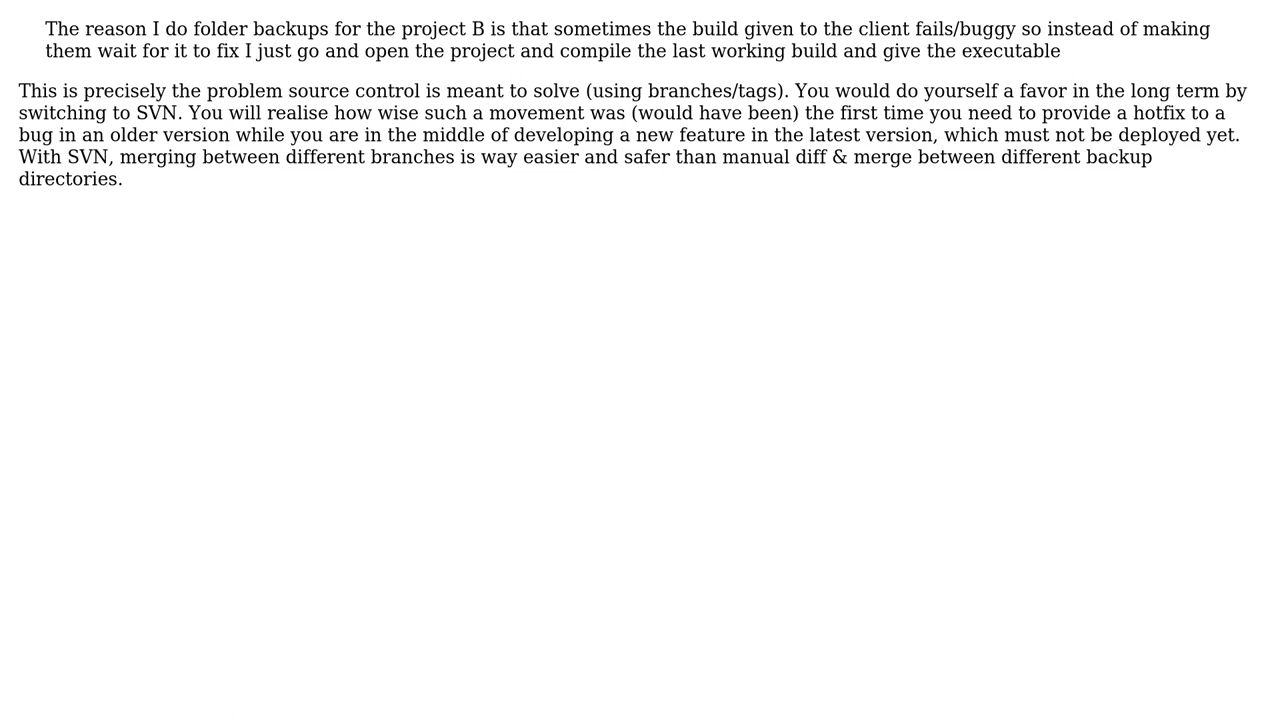 The reason I do folder backups for the project B is that sometimes the build given to the client fails/buggy so instead of making
them wait for it to fix I just go and open the project and compile the last working build and give the executable
This is precisely the problem source control is meant to solve (using branches/tags). You would do yourself a favor in the long term by
switching to SVN. You will realise how wise such a movement was (would have been) the first time you need to provide a hotfix to a
bug in an older version while you are in the middle of developing a new feature in the latest version, which must not be deployed yet.
With SVN, merging between different branches is way easier and safer than manual diff & merge between different backup
directories.